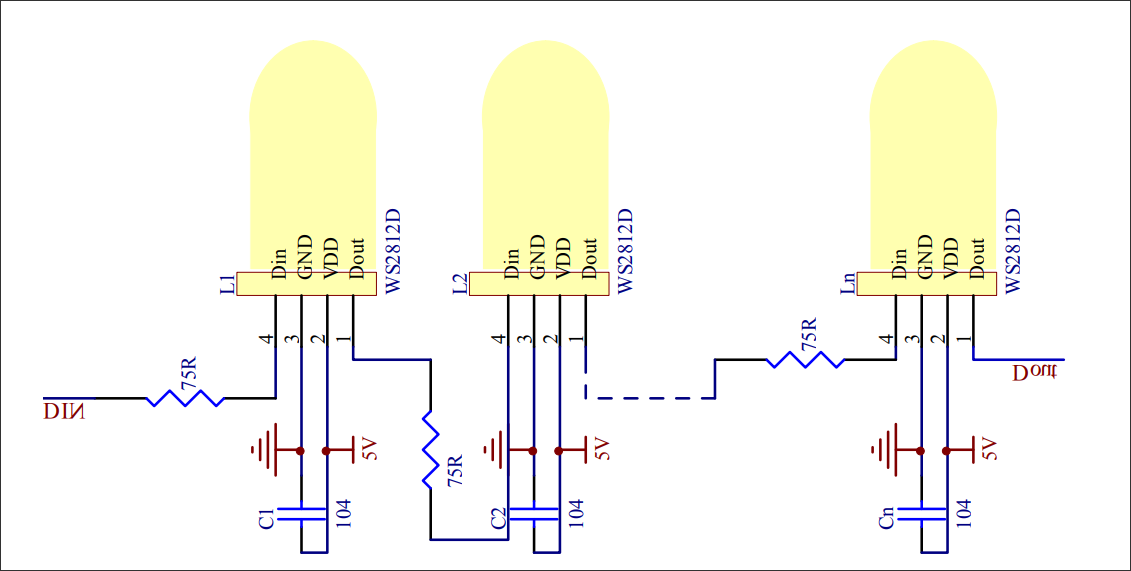 Din
GND
VDD
Dout
L1
WS2812D
4
3
2
1
75R
DIN
5V
C1
104
Din
GND
VDD
Dout
L2
WS2812D
4
3
2
1
75R
5V
C2
104
Din
GND
VDD
Dout
Ln
WS2812D
4
3
2
1
75R
Dout
5V
Cn
104